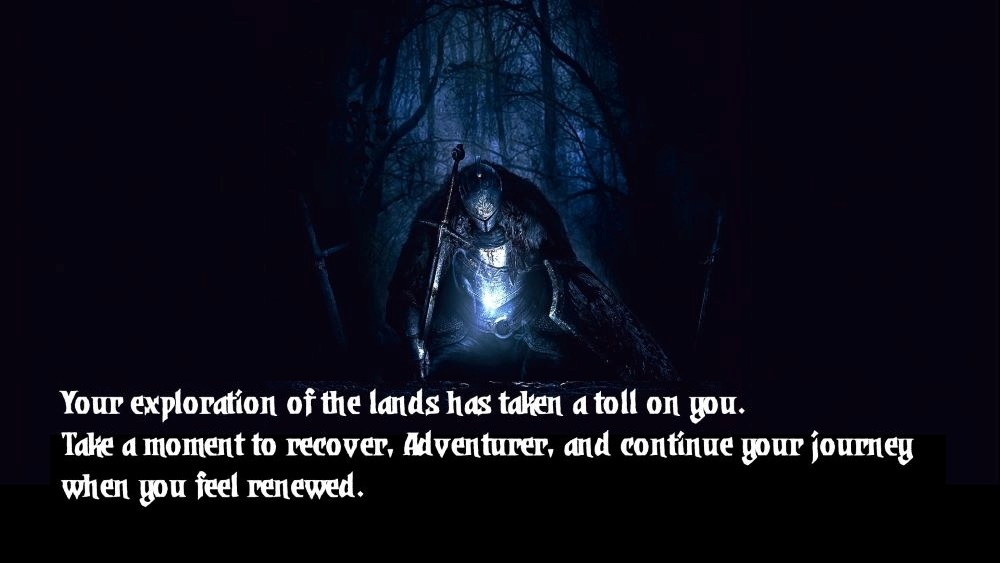 Your exploration of the lands has taken a toll on you.
Take a moment to recover, Adventurer, and continue your journey
when you feel renewed.